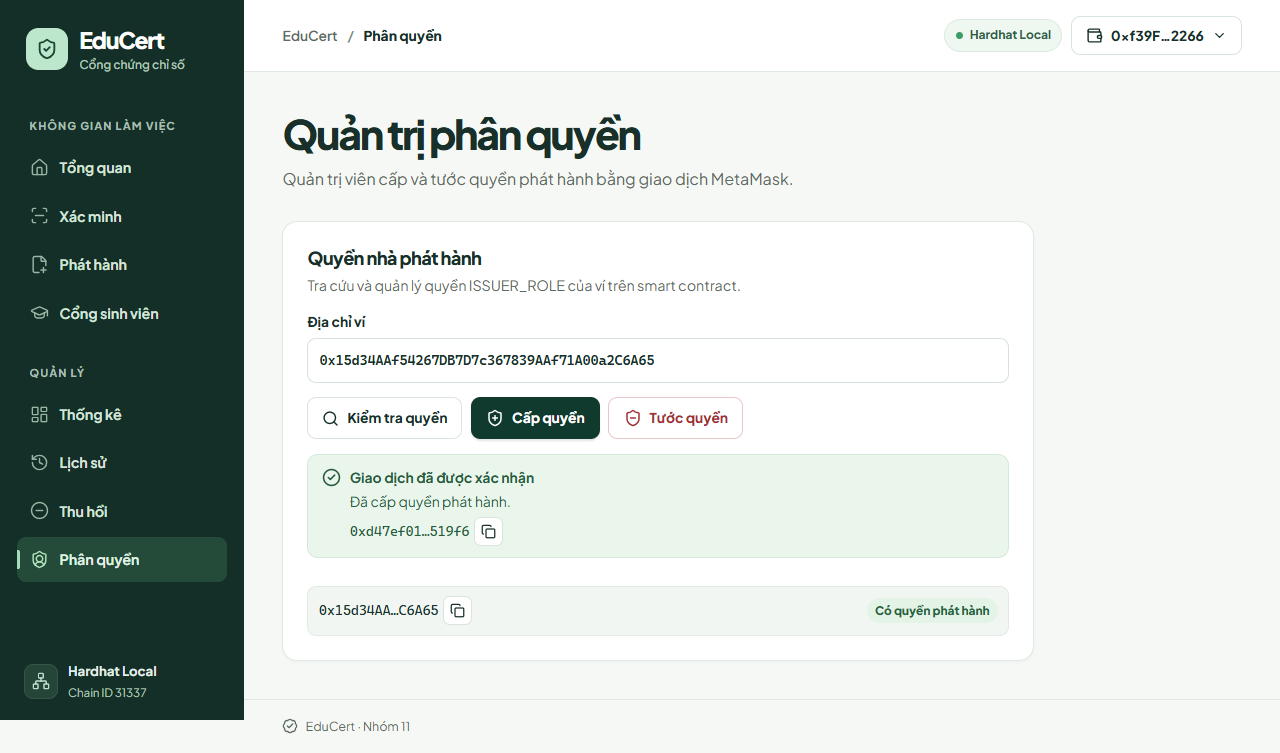 EduCert
Cổng chứng chỉ số
KHÔNG GIAN LÀM VIỆC
Tổng quan
Xác minh
Phát hành
Cổng sinh viên
QUẢN LÝ
Thống kê
Lịch sử
Thu hồi
Phân quyền
Hardhat Local
Chain ID 31337
EduCert / Phân quyền
Hardhat Local
0xf39F…2266
Quản trị phân quyền
Quản trị viên cấp và tước quyền phát hành bằng giao dịch MetaMask.
Quyền nhà phát hành
Tra cứu và quản lý quyền ISSUER_ROLE của ví trên smart contract.
Địa chỉ ví
0x15d34AAf54267DB7D7c367839AAf71A00a2C6A65
Kiểm tra quyền
Cấp quyền
Tước quyền
Giao dịch đã được xác nhận
Đã cấp quyền phát hành.
0xd47ef01…519f6
0x15d34AA…C6A65
Có quyền phát hành
EduCert · Nhóm 11